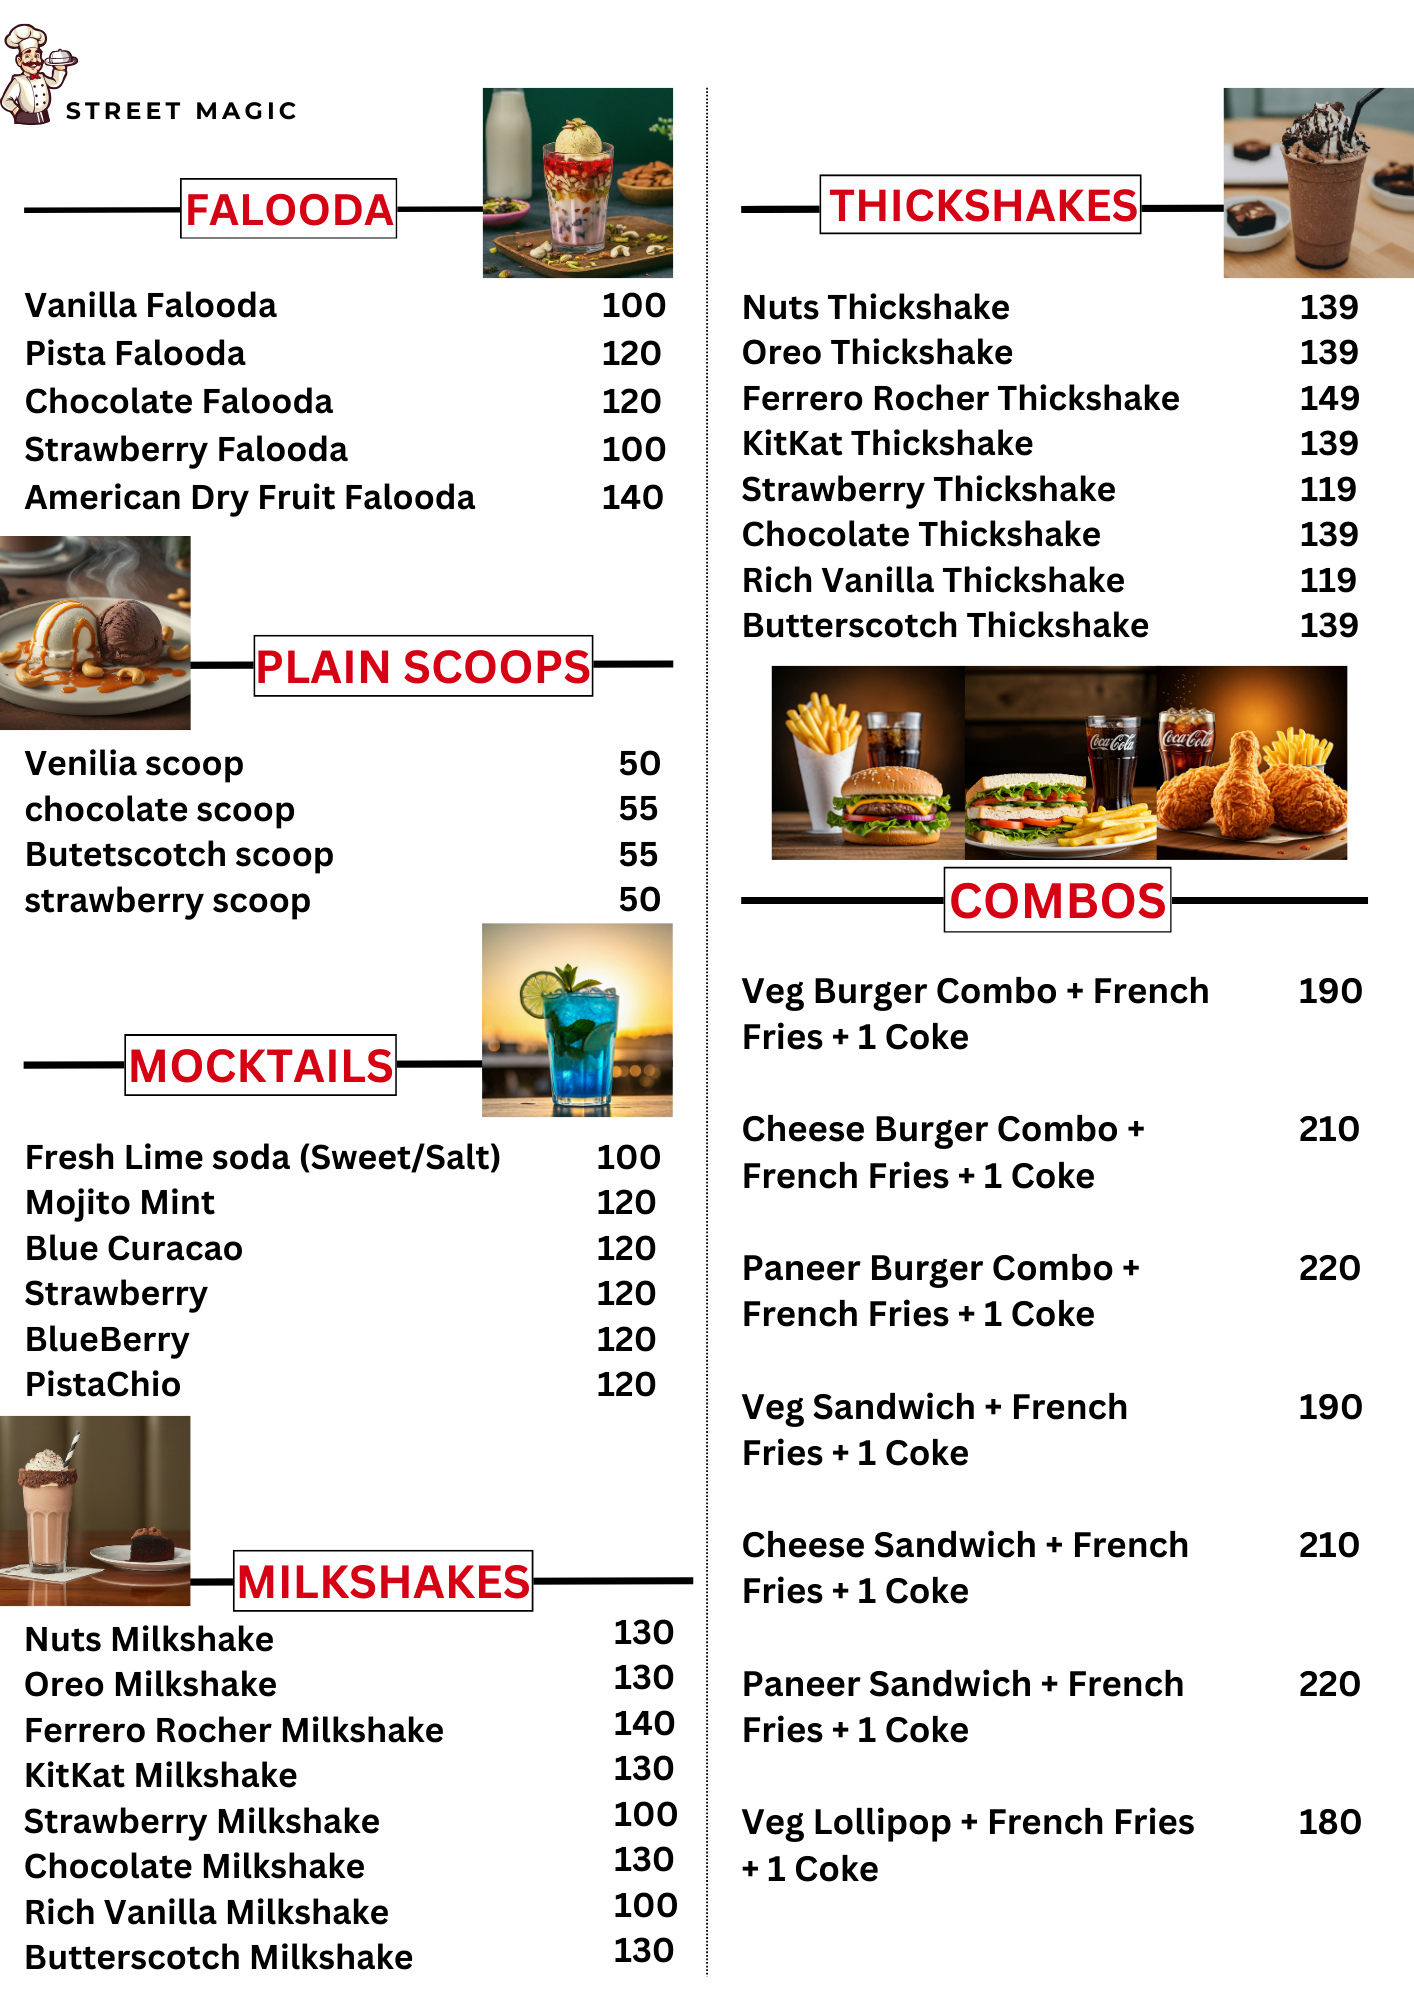 STREET MAGIC
FALOODA
Vanilla Falooda 100
Pista Falooda 120
Chocolate Falooda 120
Strawberry Falooda 100
American Dry Fruit Falooda 140
PLAIN SCOOPS
Venilia scoop 50
chocolate scoop 55
Butetscotch scoop 55
strawberry scoop 50
MOCKTAILS
Fresh Lime soda (Sweet/Salt) 100
Mojito Mint 120
Blue Curacao 120
Strawberry 120
BlueBerry 120
PistaChio 120
MILKSHAKES
Nuts Milkshake 130
Oreo Milkshake 130
Ferrero Rocher Milkshake 140
KitKat Milkshake 130
Strawberry Milkshake 100
Chocolate Milkshake 130
Rich Vanilla Milkshake 100
Butterscotch Milkshake 130
THICKSHAKES
Nuts Thickshake 139
Oreo Thickshake 139
Ferrero Rocher Thickshake 149
KitKat Thickshake 139
Strawberry Thickshake 119
Chocolate Thickshake 139
Rich Vanilla Thickshake 119
Butterscotch Thickshake 139
Coca-Cola
Coca-Cola
COMBOS
Veg Burger Combo + French 190
Fries + 1 Coke
Cheese Burger Combo + 210
French Fries + 1 Coke
Paneer Burger Combo + 220
French Fries + 1 Coke
Veg Sandwich + French 190
Fries + 1 Coke
Cheese Sandwich + French 210
Fries + 1 Coke
Paneer Sandwich + French 220
Fries + 1 Coke
Veg Lollipop + French Fries 180
+ 1 Coke